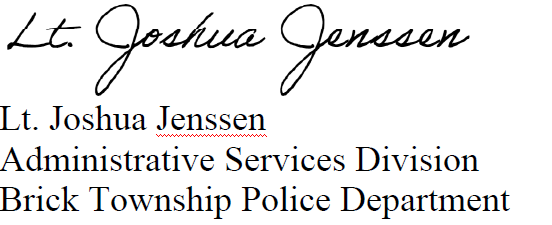 Lt. Joshua Jenssen
Lt. Joshua Jenssen
Administrative Services Division
Brick Township Police Department